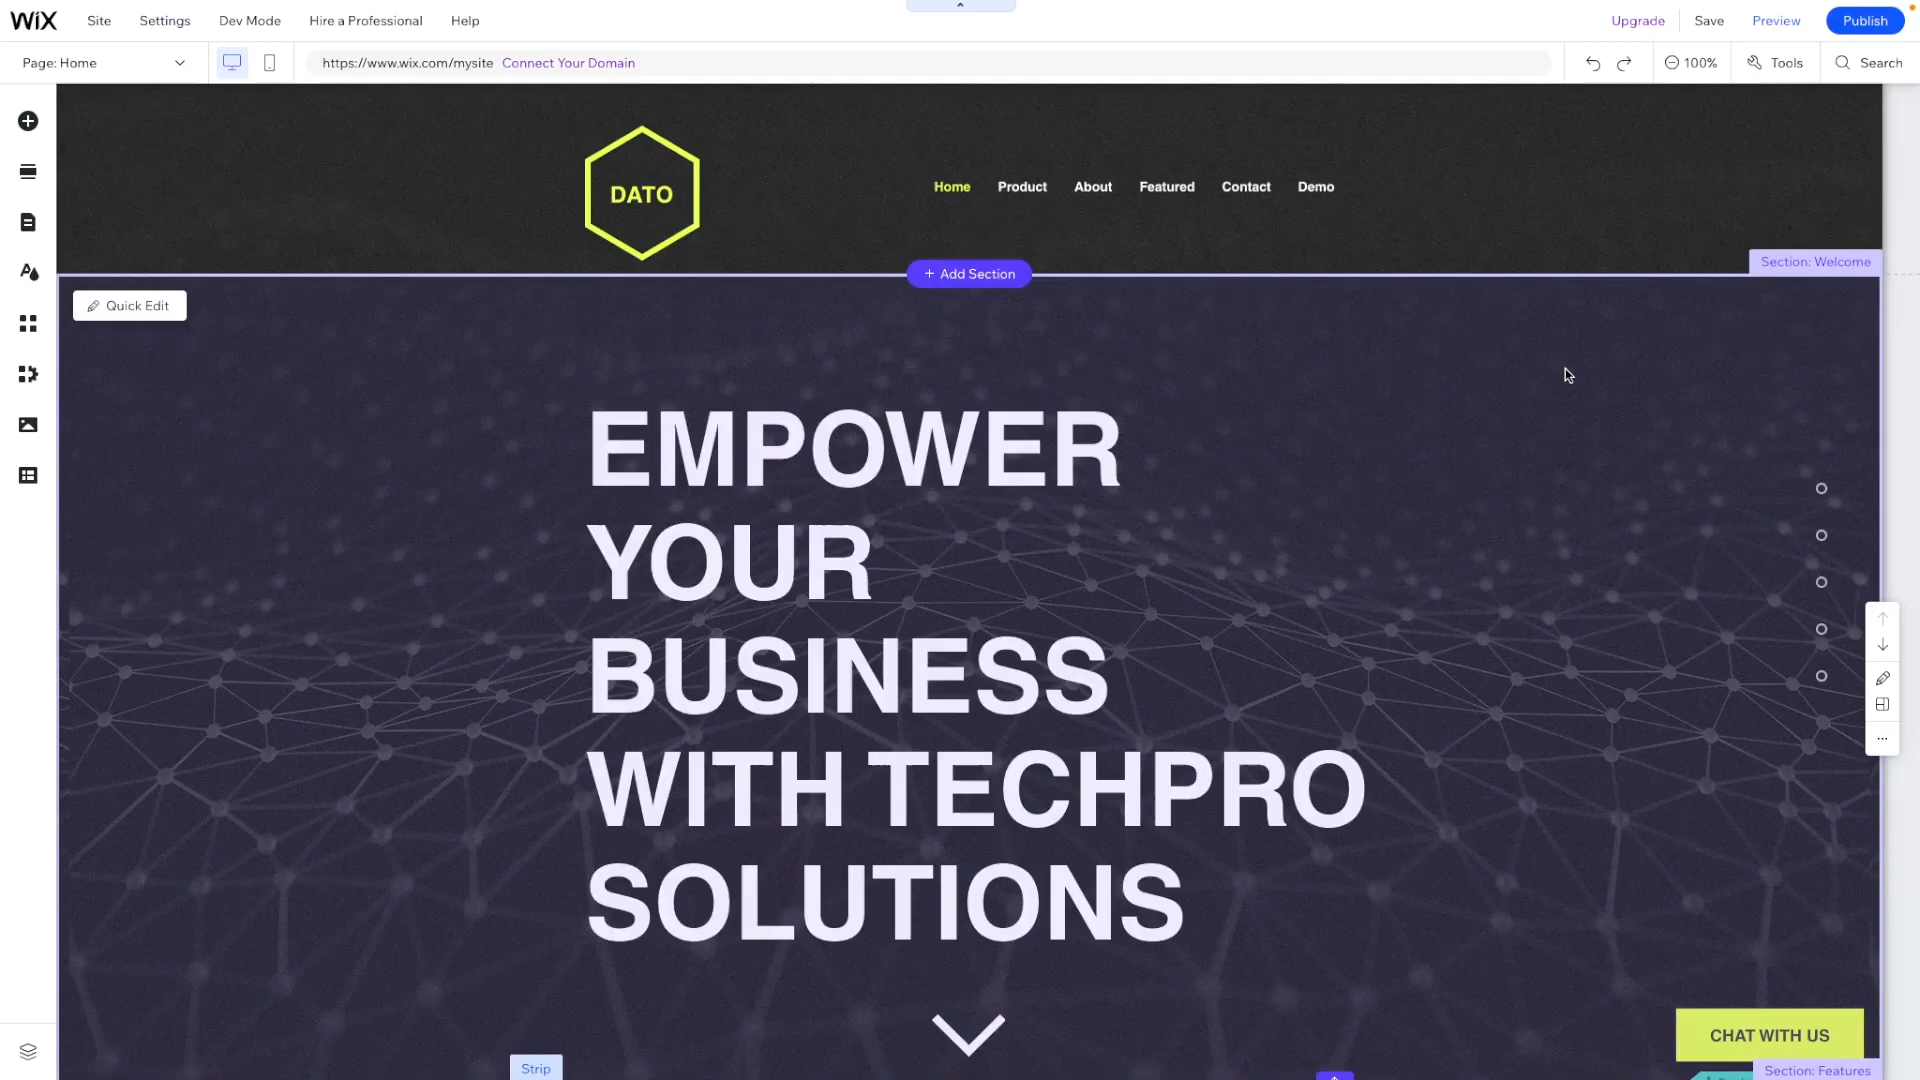 WiX Site Settings Dev Mode Hire a Professional Help Upgrade Save Preview Publish
Page: Home https://www.wix.com/mysite Connect Your Domain 100% Tools Search
DATO
Home Product About Featured Contact Demo
Section: Welcome
+ Add Section
Quick Edit
EMPOWER
YOUR
BUSINESS
WITH TECHPRO
SOLUTIONS
CHAT WITH US
Strip
Section: Features